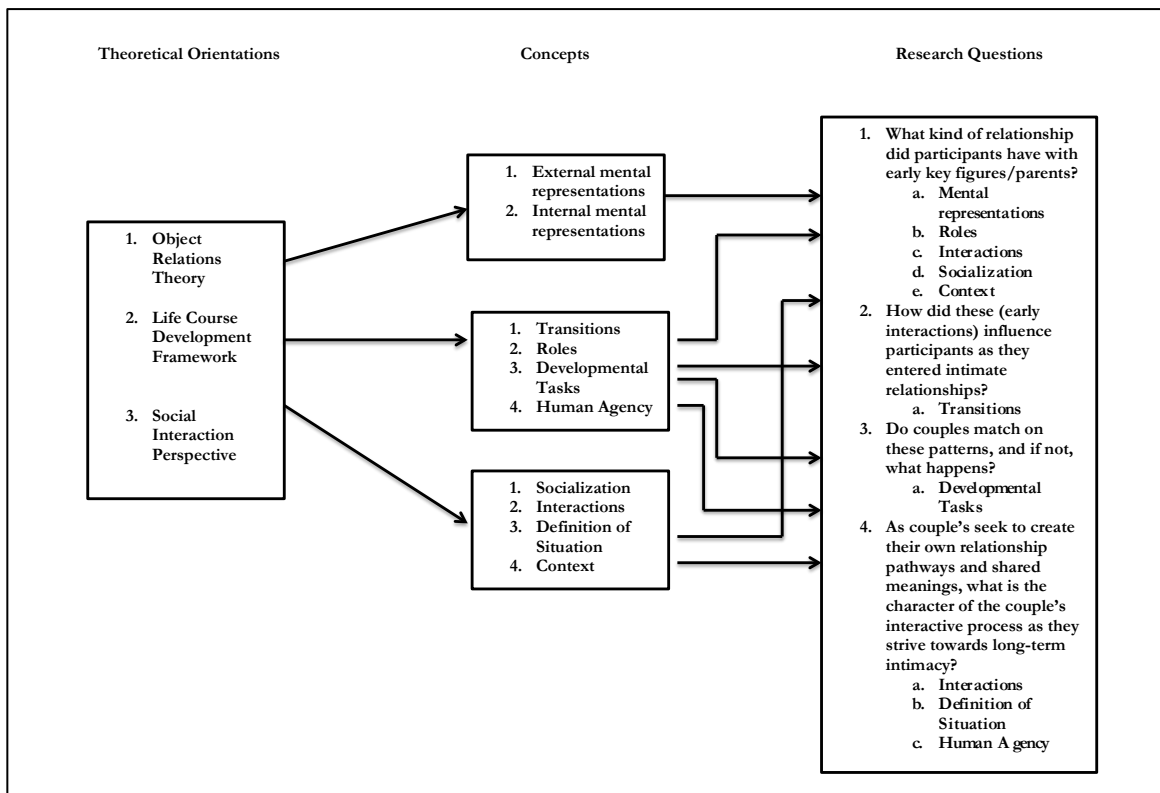 Theoretical Orientations
Concepts
Research Questions
1. Object
Relations
Theory
2. Life Course
Development
Framework
3. Social
Interaction
Perspective
1. External mental
representations
2. Internal mental
representations
1. Transitions
2. Roles
3. Developmental
Tasks
4. Human Agency
1. Socialization
2. Interactions
3. Definition of
Situation
4. Context
1. What kind of relationship
did participants have with
early key figures/parents?
a. Mental
representations
b. Roles
c. Interactions
d. Socialization
e. Context
2. How did these (early
interactions) influence
participants as they
entered intimate
relationships?
a. Transitions
3. Do couples match on
these patterns, and if not,
what happens?
a. Developmental
Tasks
4. As couple’s seek to create
their own relationship
pathways and shared
meanings, what is the
character of the couple’s
interactive process as they
strive towards long-term
intimacy?
a. Interactions
b. Definition of
Situation
c. Human Agency